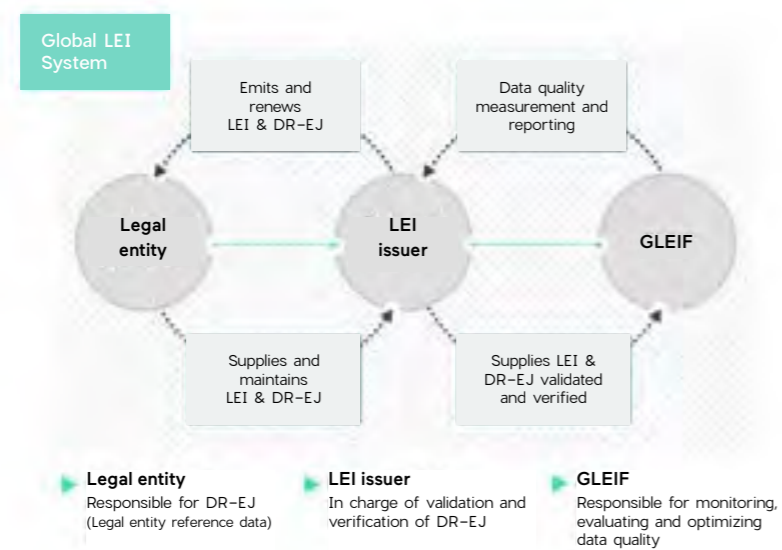 Global LEI
System
Emits and
renews
LEI & DR-EJ
Data quality
measurement and
reporting
Legal
entity
LEI
issuer
GLEIF
Supplies and
maintains
LEI & DR-EJ
Supplies LEI &
DR-EJ validated
and verified
Legal entity
Responsible for DR-EJ
(Legal entity reference data)
LEI issuer
In charge of validation and
verification of DR-EJ
GLEIF
Responsible for monitoring,
evaluating and optimizing
data quality